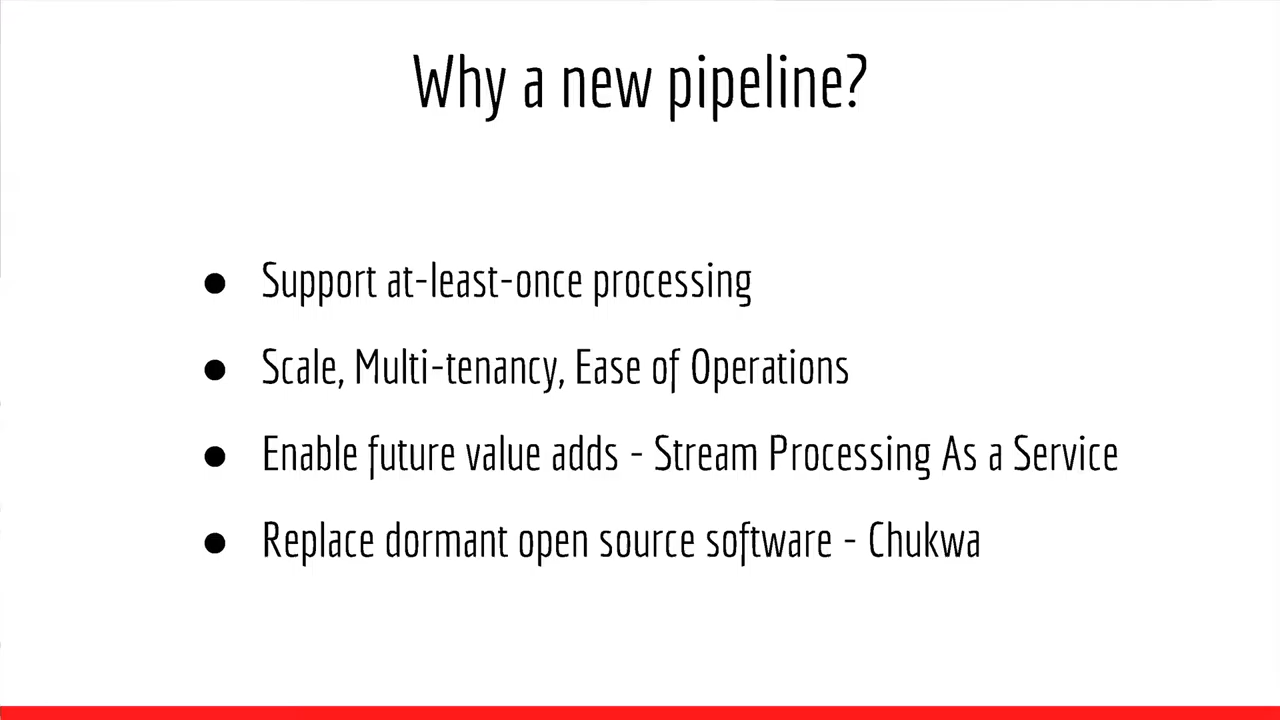 Why a new pipeline?
● Support at-least-once processing
● Scale, Multi-tenancy, Ease of Operations
● Enable future value adds - Stream Processing As a Service
● Replace dormant open source software - Chukwa